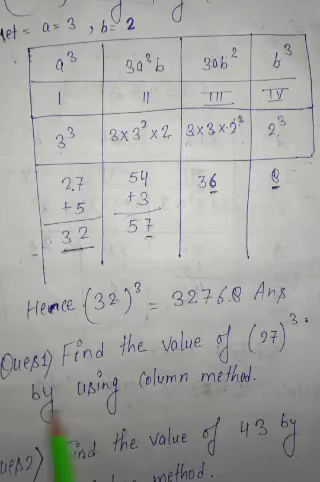 let = a = 3 , b = 2
a³ 3a²b 3ab² b³
I II III IV
3³ 3×3²×2 3×3×2² 2³
27 54 36 8
+5 +3
32 57
Hence (32)³ = 32768 Ans
Ques1) Find the value of (27)³.
by using column method.
Ques2) Find the value of 43 by
method.